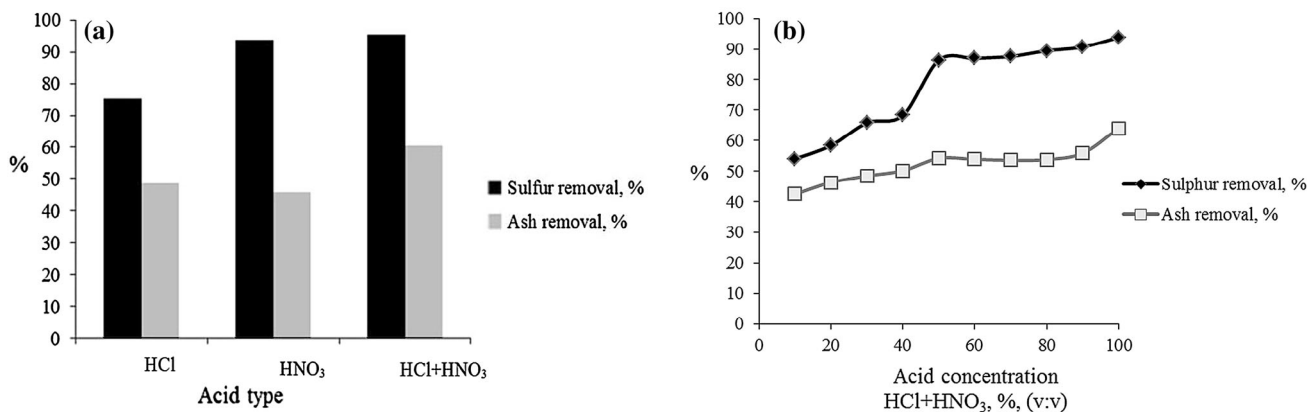 (a)
100
90
80
70
60
50
40
30
20
10
0
%
HCl
HNO₃
HCl+HNO₃
Acid type
Sulfur removal, %
Ash removal, %
(b)
100
90
80
70
60
50
40
30
20
10
0
%
0 20 40 60 80 100
Acid concentration
HCl+HNO₃, %, (v:v)
Sulphur removal, %
Ash removal, %